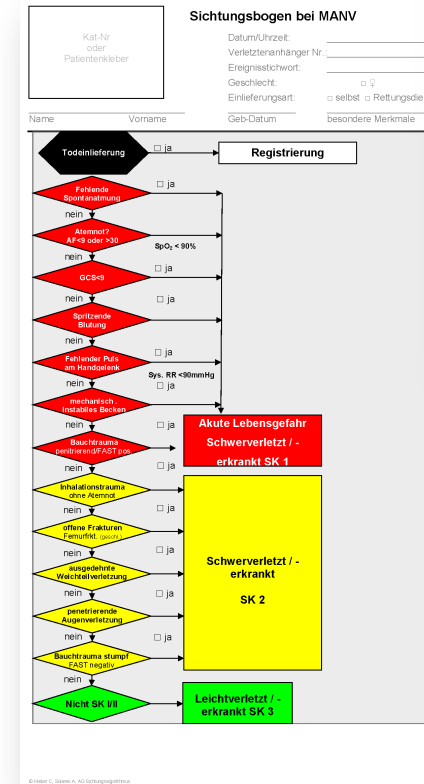 Sichtungsbogen bei MANV
Kat-Nr
oder
Patientenkleber
Datum/Uhrzeit:
Verletztenanhänger Nr.:
Ereignisstichwort:
Geschlecht: □ ♀
Einlieferungsart: □ selbst □ Rettungsdie
Name Vorname Geb-Datum besondere Merkmale
Todeinlieferung
□ ja
Registrierung
Fehlende
Spontanatmung
□ ja
nein
Atemnot?
AF<9 oder >30
SpO₂ < 90%
nein
□ ja
GCS<9
nein
□ ja
Spritzende
Blutung
nein
□ ja
Fehlender Puls
am Handgelenk
Sys. RR <90mmHg
nein
□ ja
mechanisch .
instabiles Becken
nein
□ ja
Akute Lebensgefahr
Schwerverletzt / -
erkrankt SK 1
Bauchtrauma
penitrierend/FAST pos.
nein
□ ja
Inhalationstrauma
ohne Atemnot
nein
□ ja
offene Frakturen
Femurfrkt. (geschl.)
nein
□ ja
ausgedehnte
Weichteilverletzung
Schwerverletzt / -
erkrankt
SK 2
nein
□ ja
penetrierende
Augenverletzung
nein
□ ja
Bauchtrauma stumpf
FAST negativ
nein
Nicht SK I/II
Leichtverletzt / -
erkrankt SK 3
AG Sichtungsalgorithmus